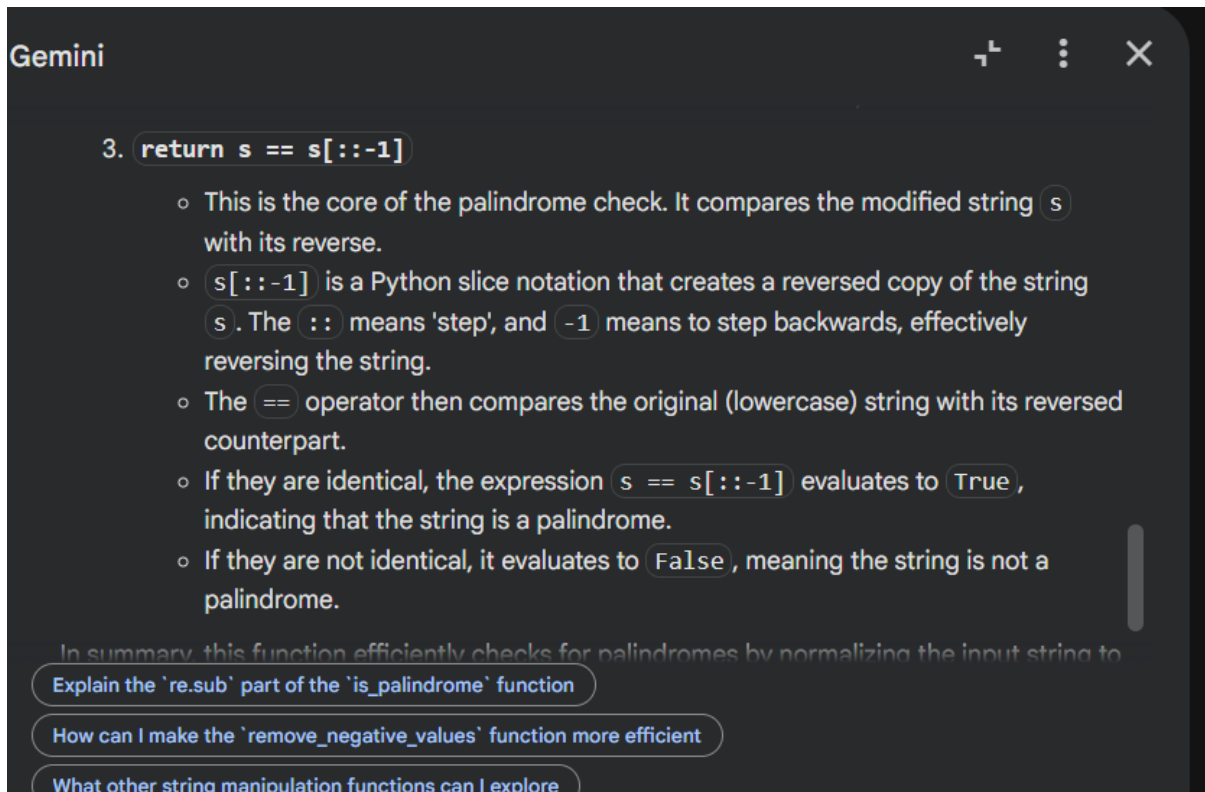 Gemini
3. return s == s[::-1]
This is the core of the palindrome check. It compares the modified string s
with its reverse.
s[::-1] is a Python slice notation that creates a reversed copy of the string
s. The :: means 'step', and -1 means to step backwards, effectively
reversing the string.
The == operator then compares the original (lowercase) string with its reversed
counterpart.
If they are identical, the expression s == s[::-1] evaluates to True,
indicating that the string is a palindrome.
If they are not identical, it evaluates to False, meaning the string is not a
palindrome.
In summary, this function efficiently checks for palindromes by normalizing the input string to
Explain the `re.sub` part of the `is_palindrome` function
How can I make the `remove_negative_values` function more efficient
What other string manipulation functions can I explore